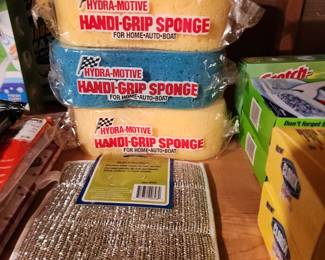 HYDRA-MOTIVE
HANDI-GRIP SPONGE
FOR HOME•AUTO•BOAT
HYDRA-MOTIVE
HANDI-GRIP SPONGE
FOR HOME•AUTO•BOAT
HYDRA-MOTIVE
HANDI-GRIP SPONGE
FOR HOME•AUTO•BOAT
Scotch
Don't forget